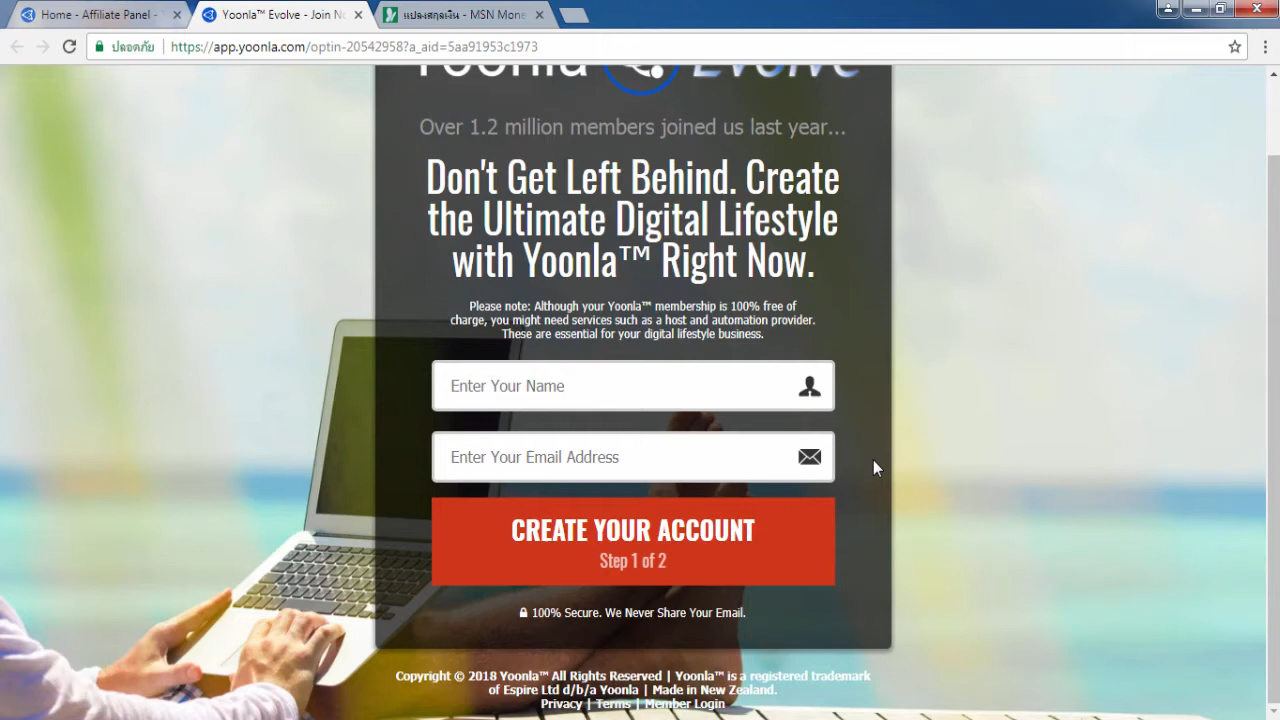 Home - Affiliate Panel -
Yoonla™ Evolve - Join N
แปลงสกุลเงิน - MSN Mone
ปลอดภัย
https://app.yoonla.com/optin-20542958?a_aid=5aa91953c1973
Yoonla Evolve
Over 1.2 million members joined us last year...
Don't Get Left Behind. Create
the Ultimate Digital Lifestyle
with Yoonla™ Right Now.
Please note: Although your Yoonla™ membership is 100% free of
charge, you might need services such as a host and automation provider.
These are essential for your digital lifestyle business.
Enter Your Name
Enter Your Email Address
CREATE YOUR ACCOUNT
Step 1 of 2
100% Secure. We Never Share Your Email.
Copyright © 2018 Yoonla™ All Rights Reserved | Yoonla™ is a registered trademark
of Espire Ltd d/b/a Yoonla | Made in New Zealand.
Privacy | Terms | Member Login